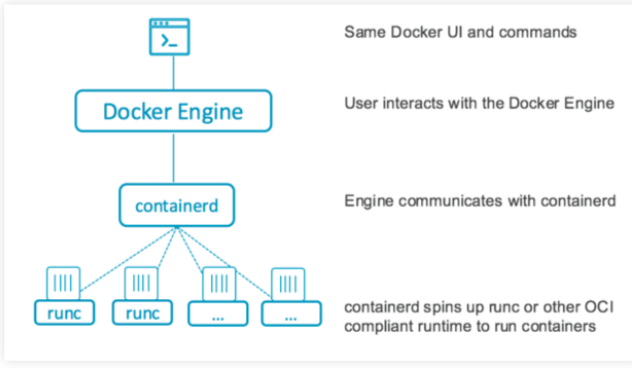 >_
Same Docker UI and commands
Docker Engine
User interacts with the Docker Engine
containerd
Engine communicates with containerd
runc
runc
...
...
containerd spins up runc or other OCI
compliant runtime to run containers